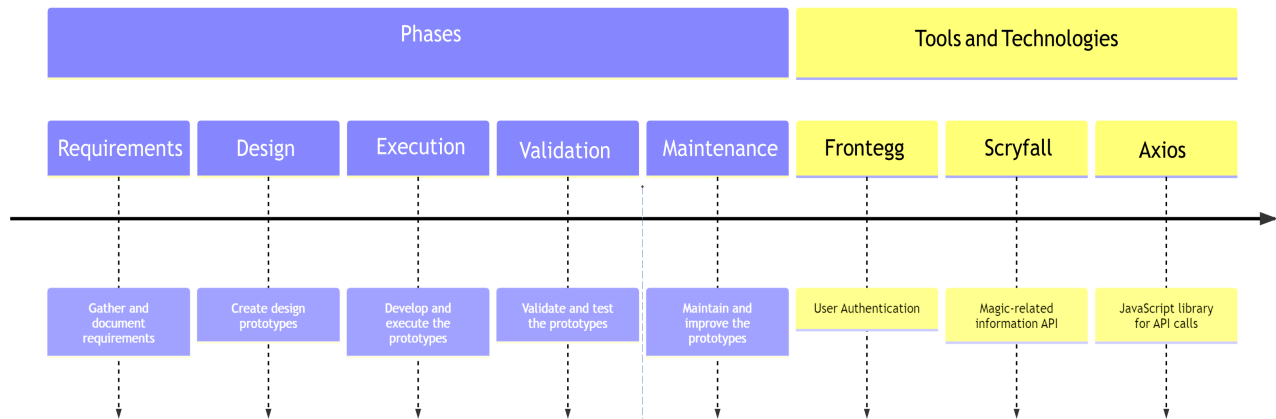 Phases
Tools and Technologies
Requirements
Design
Execution
Validation
Maintenance
Frontegg
Scryfall
Axios
Gather and
document
requirements
Create design
prototypes
Develop and
execute the
prototypes
Validate and test
the prototypes
Maintain and
improve the
prototypes
User Authentication
Magic-related
information API
JavaScript library
for API calls